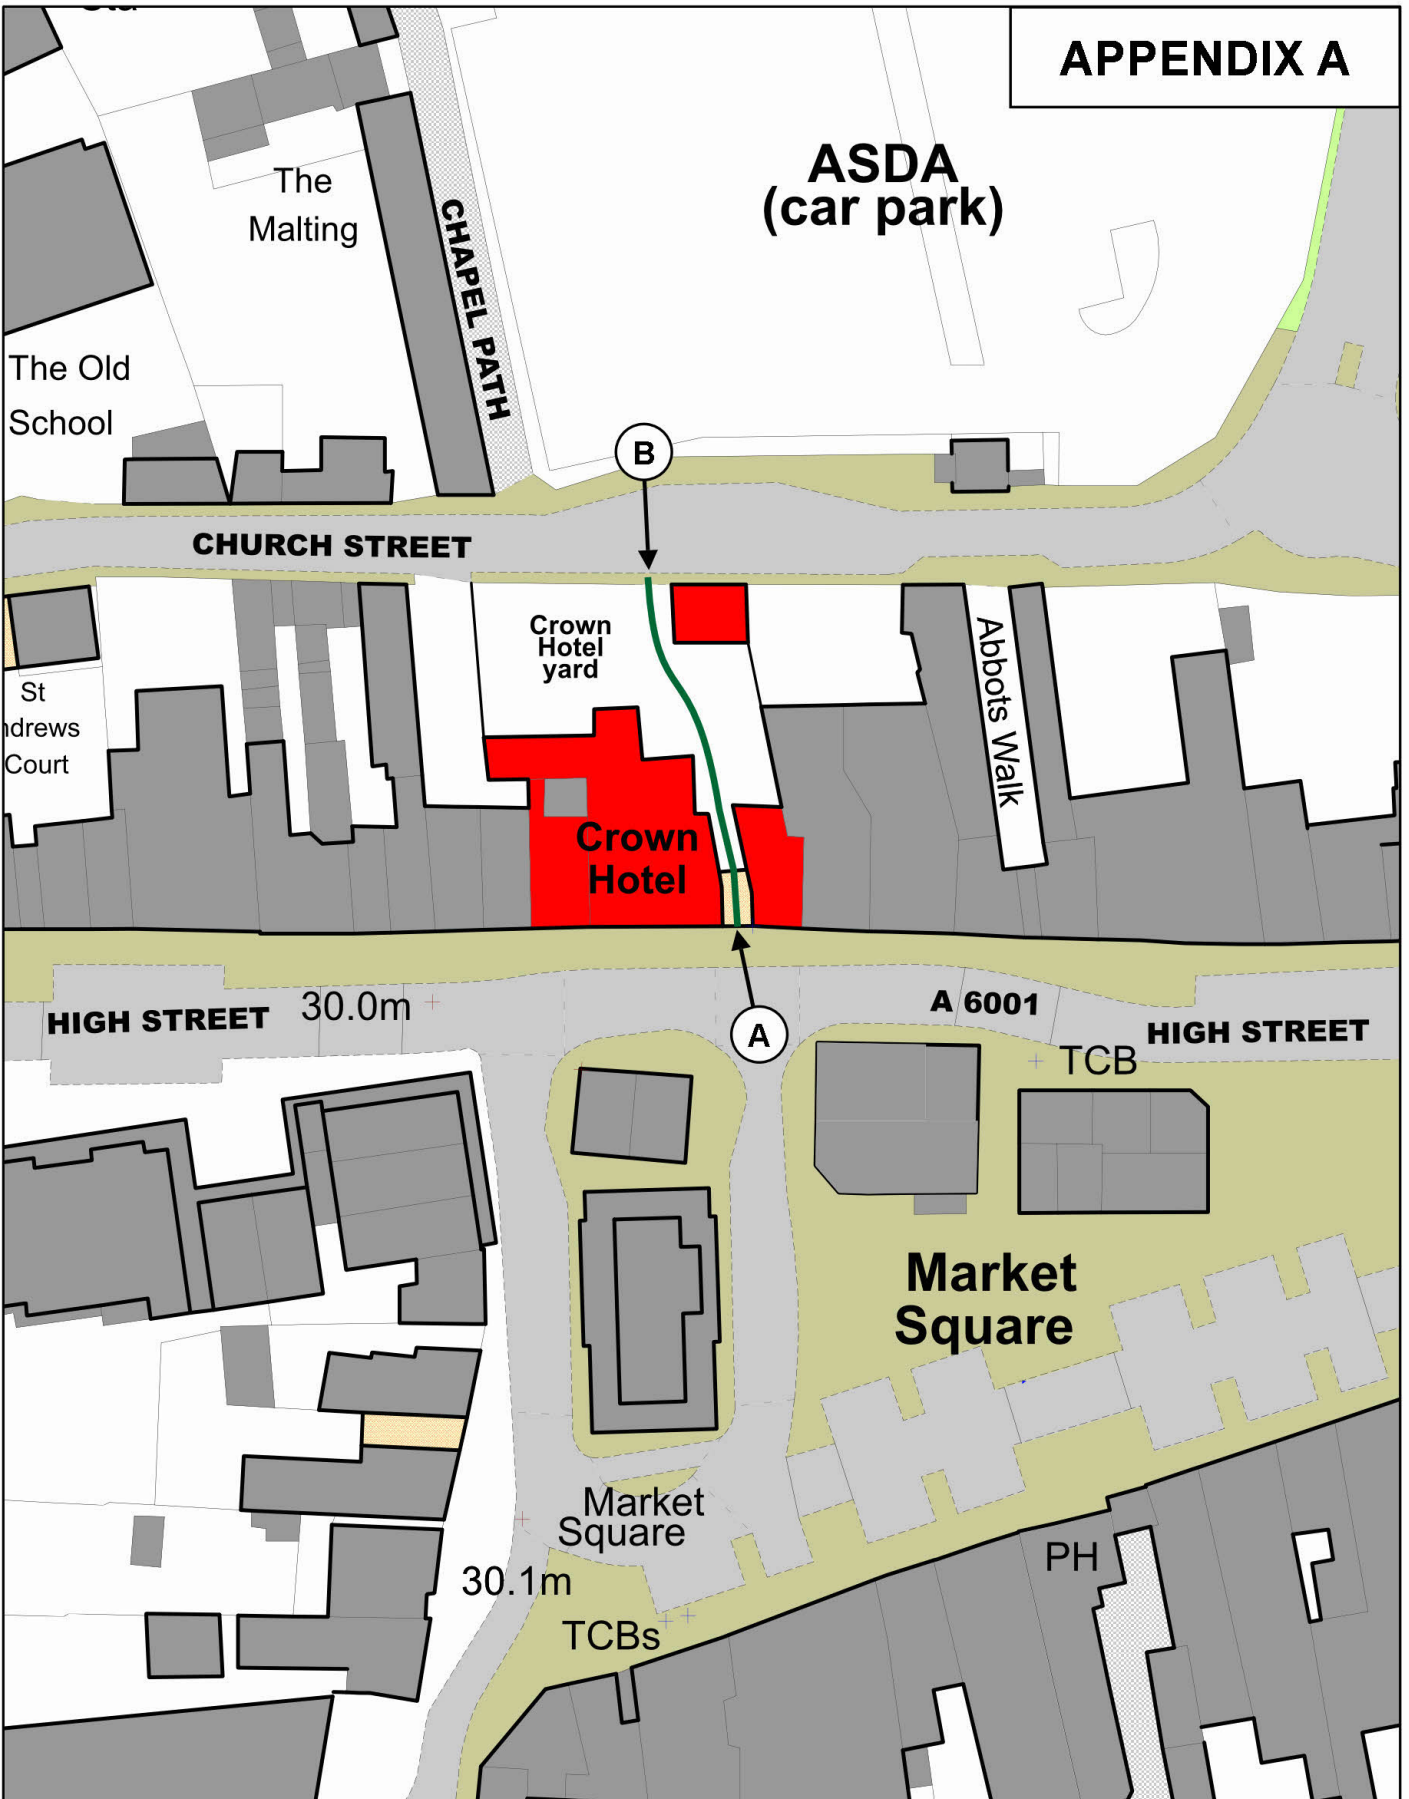 APPENDIX A
ASDA
(car park)
The
Malting
CHAPEL PATH
The Old
School
B
CHURCH STREET
Crown
Hotel
yard
Abbots Walk
St
ndrews
Court
Crown
Hotel
HIGH STREET
30.0m
A 6001
HIGH STREET
A
TCB
Market
Square
Market
Square
PH
30.1m
TCBs